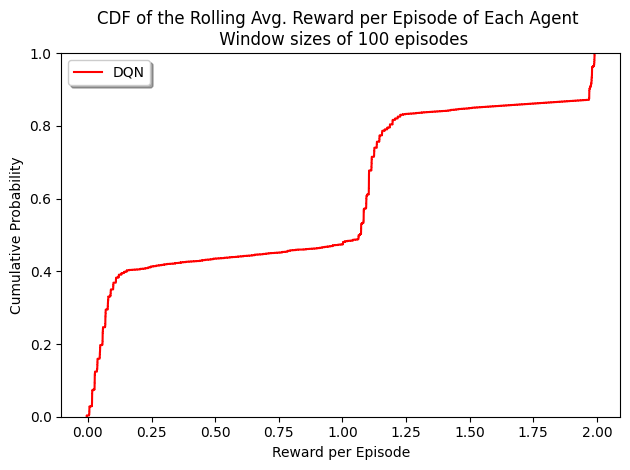 CDF of the Rolling Avg. Reward per Episode of Each Agent
Window sizes of 100 episodes
DQN
Cumulative Probability
1.0
0.8
0.6
0.4
0.2
0.0
0.00 0.25 0.50 0.75 1.00 1.25 1.50 1.75 2.00
Reward per Episode